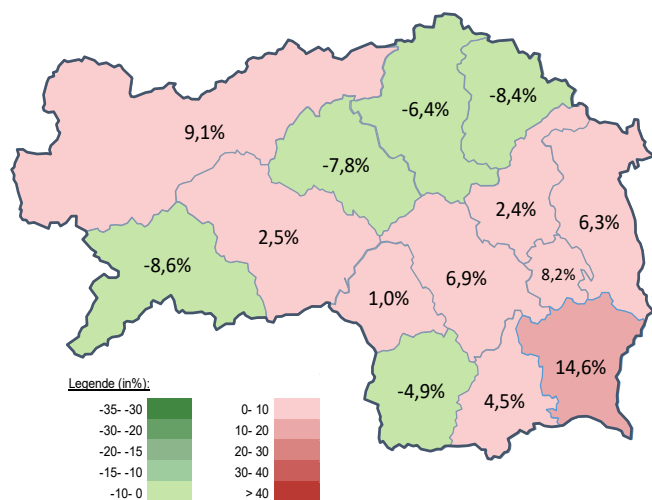 -8,4%
-6,4%
9,1%
-7,8%
2,4%
6,3%
2,5%
-8,6%
6,9%
8,2%
1,0%
14,6%
-4,9%
4,5%
Legende (in%):
-35- -30 0- 10
-30- -20 10- 20
-20- -15 20- 30
-15- -10 30- 40
-10- 0 > 40